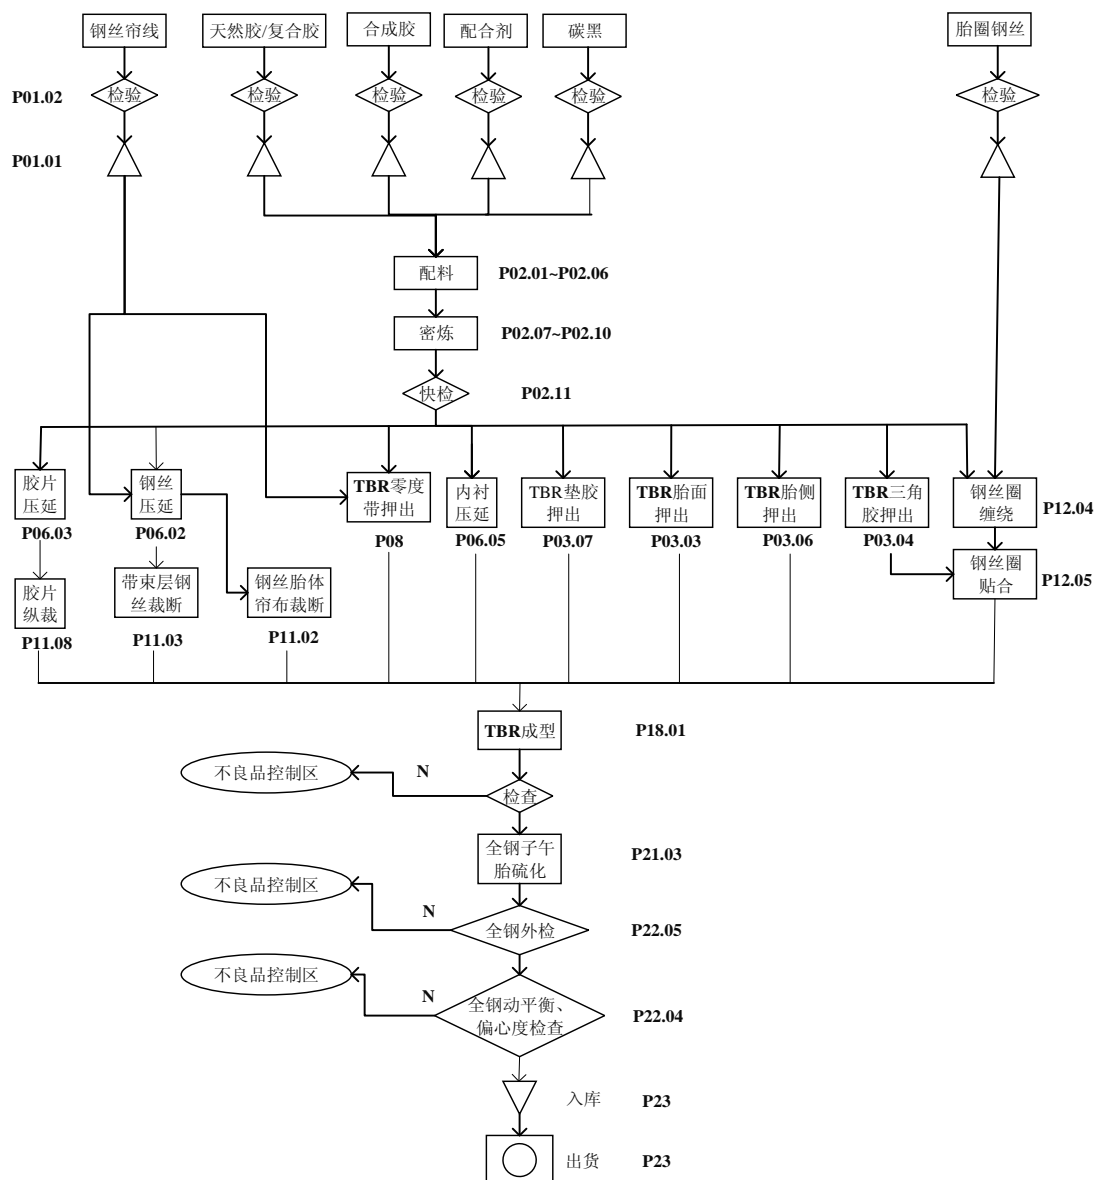 钢丝帘线
天然胶/复合胶
合成胶
配合剂
碳黑
胎圈钢丝
P01.02
检验
检验
检验
检验
检验
检验
P01.01
配料
P02.01~P02.06
密炼
P02.07~P02.10
快检
P02.11
胶片
压延
P06.03
钢丝
压延
P06.02
TBR零度
带押出
P08
内衬
压延
P06.05
TBR垫胶
押出
P03.07
TBR胎面
押出
P03.03
TBR胎侧
押出
P03.06
TBR三角
胶押出
P03.04
钢丝圈
缠绕
P12.04
胶片
纵裁
P11.08
带束层钢
丝裁断
P11.03
钢丝胎体
帘布裁断
P11.02
钢丝圈
贴合
P12.05
TBR成型
P18.01
不良品控制区
N
检查
全钢子午
胎硫化
P21.03
不良品控制区
N
全钢外检
P22.05
不良品控制区
N
全钢动平衡、
偏心度检查
P22.04
入库
P23
出货
P23